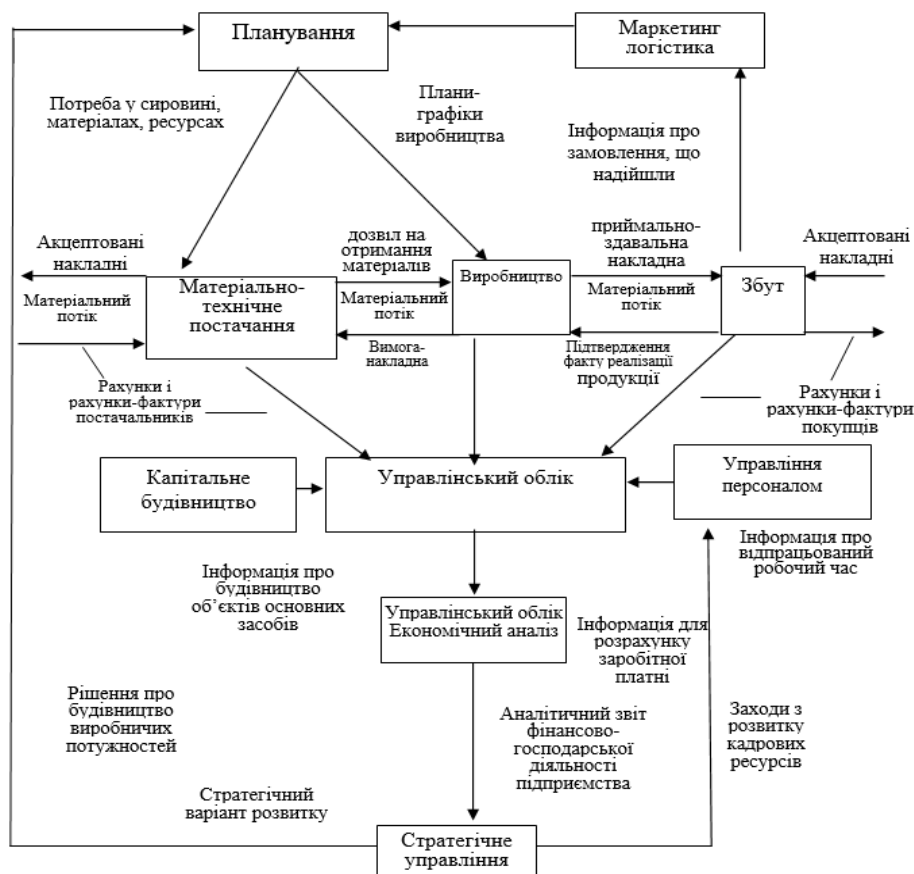 Планування
Маркетинг
логістика
Потреба у сировині,
матеріалах, ресурсах
Плани-
графіки
виробництва
Інформація про
замовлення, що
надійшли
Акцептовані
накладні
дозвіл на
отримання
матеріалів
приймально-
здавальна
накладна
Акцептовані
накладні
Матеріальний
потік
Матеріально-
технічне
постачання
Матеріальний
потік
Виробництво
Матеріальний
потік
Збут
Вимога-
накладна
Підтвердження
факту реалізації
продукції
Рахунки і
рахунки-фактури
постачальників
Рахунки і
рахунки-фактури
покупців
Капітальне
будівництво
Управлінський облік
Управління
персоналом
Інформація про
відпрацьований
робочий час
Інформація про
будівництво
об’єктів основних
засобів
Управлінський облік
Економічний аналіз
Інформація для
розрахунку
заробітної
платні
Рішення про
будівництво
виробничих
потужностей
Аналітичний звіт
фінансово-
господарської
діяльності
підприємства
Заходи з
розвитку
кадрових
ресурсів
Стратегічний
варіант розвитку
Стратегічне
управління